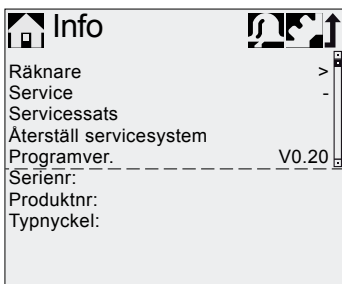 Info
Räknare >
Service -
Servicessats
Återställ servicesystem
Programver. V0.20
Serienr:
Produktnr:
Typnyckel: